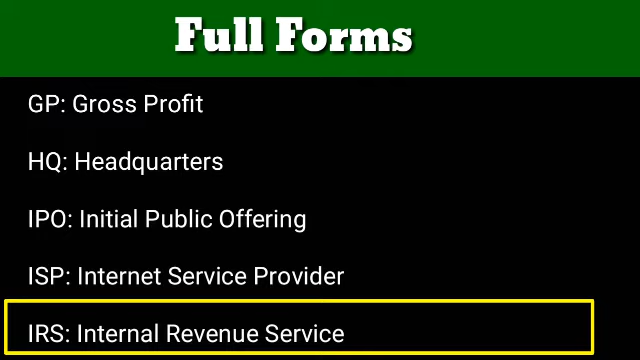 Full Forms
GP: Gross Profit
HQ: Headquarters
IPO: Initial Public Offering
ISP: Internet Service Provider
IRS: Internal Revenue Service